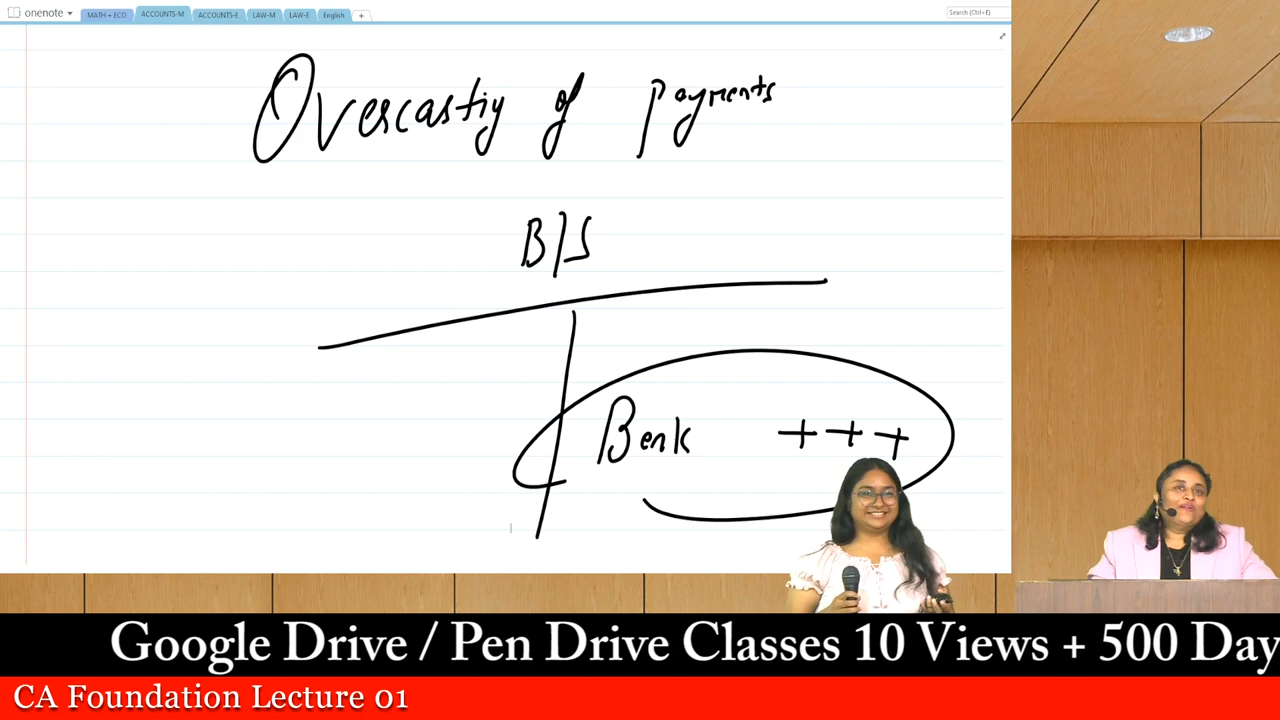 onenote
MATH + ECO
ACCOUNTS-M
ACCOUNTS-E
LAW-M
LAW-E
English
+
Search (Ctrl+E)
Overcasting of payments
B/S
Bank +++
Google Drive / Pen Drive Classes 10 Views + 500 Day
CA Foundation Lecture 01